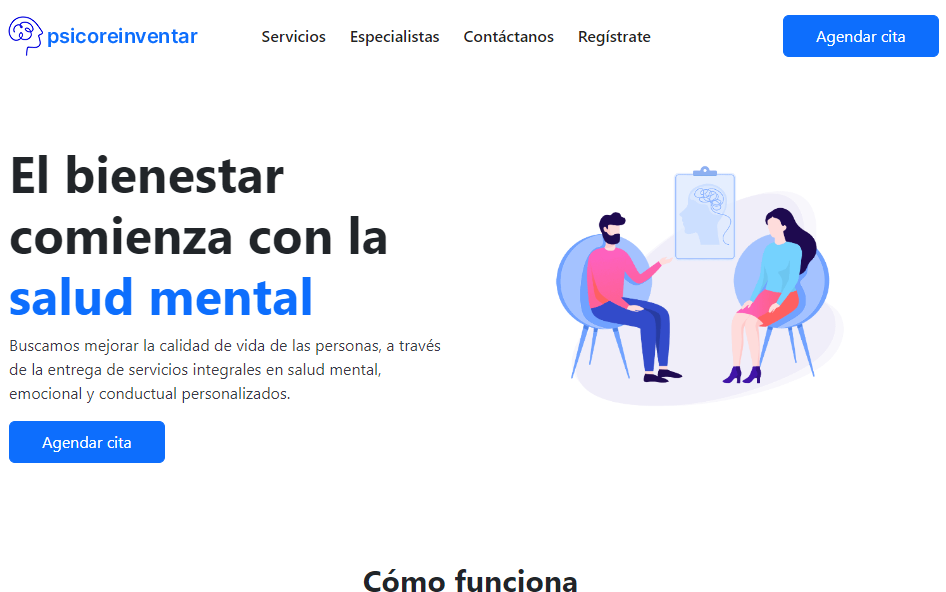 psicoreinventar
Servicios
Especialistas
Contáctanos
Regístrate
Agendar cita
El bienestar
comienza con la
salud mental
Buscamos mejorar la calidad de vida de las personas, a través
de la entrega de servicios integrales en salud mental,
emocional y conductual personalizados.
Agendar cita
Cómo funciona